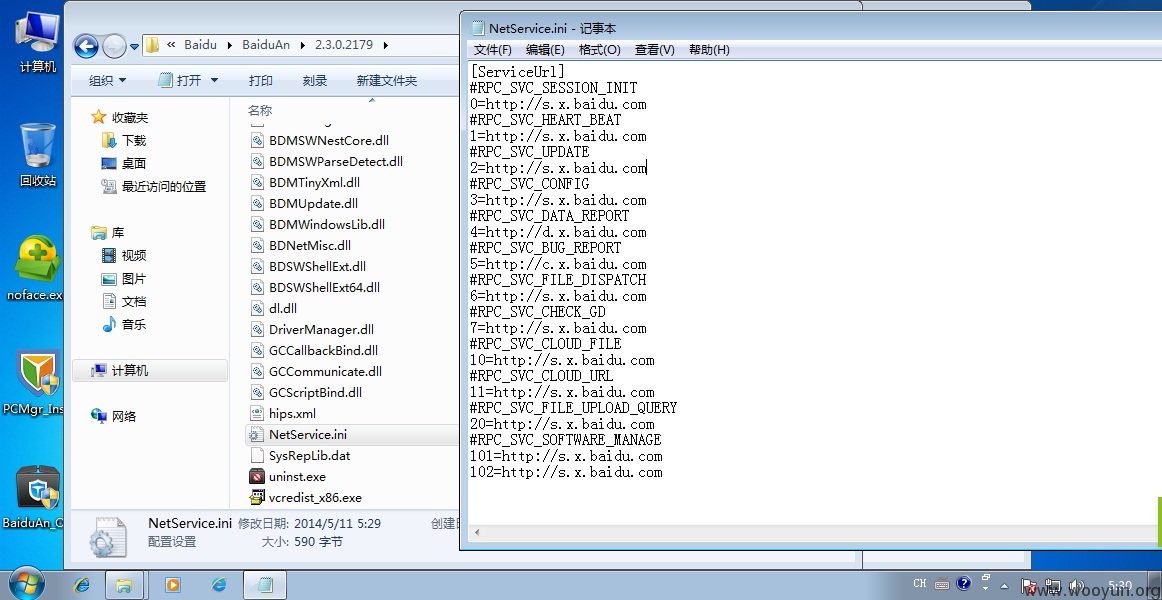 计算机
回收站
noface.ex
PCMgr_Ins
BaiduAn_C
« Baidu ▸ BaiduAn ▸ 2.3.0.2179 ▸
组织 打开 打印 刻录 新建文件夹
收藏夹
下载
桌面
最近访问的位置
库
视频
图片
文档
音乐
计算机
网络
名称
BDMSWNestCore.dll
BDMSWParseDetect.dll
BDMTinyXml.dll
BDMUpdate.dll
BDMWindowsLib.dll
BDNetMisc.dll
BDSWShellExt.dll
BDSWShellExt64.dll
dl.dll
DriverManager.dll
GCCallbackBind.dll
GCCommunicate.dll
GCScriptBind.dll
hips.xml
NetService.ini
SysRepLib.dat
uninst.exe
vcredist_x86.exe
NetService.ini 修改日期: 2014/5/11 5:29 创建日
配置设置 大小: 590 字节
NetService.ini - 记事本
文件(F) 编辑(E) 格式(O) 查看(V) 帮助(H)
[ServiceUrl]
#RPC_SVC_SESSION_INIT
0=http://s.x.baidu.com
#RPC_SVC_HEART_BEAT
1=http://s.x.baidu.com
#RPC_SVC_UPDATE
2=http://s.x.baidu.com
#RPC_SVC_CONFIG
3=http://s.x.baidu.com
#RPC_SVC_DATA_REPORT
4=http://d.x.baidu.com
#RPC_SVC_BUG_REPORT
5=http://c.x.baidu.com
#RPC_SVC_FILE_DISPATCH
6=http://s.x.baidu.com
#RPC_SVC_CHECK_GD
7=http://s.x.baidu.com
#RPC_SVC_CLOUD_FILE
10=http://s.x.baidu.com
#RPC_SVC_CLOUD_URL
11=http://s.x.baidu.com
#RPC_SVC_FILE_UPLOAD_QUERY
20=http://s.x.baidu.com
#RPC_SVC_SOFTWARE_MANAGE
101=http://s.x.baidu.com
102=http://s.x.baidu.com
CH
5:30
www.wooyun.org